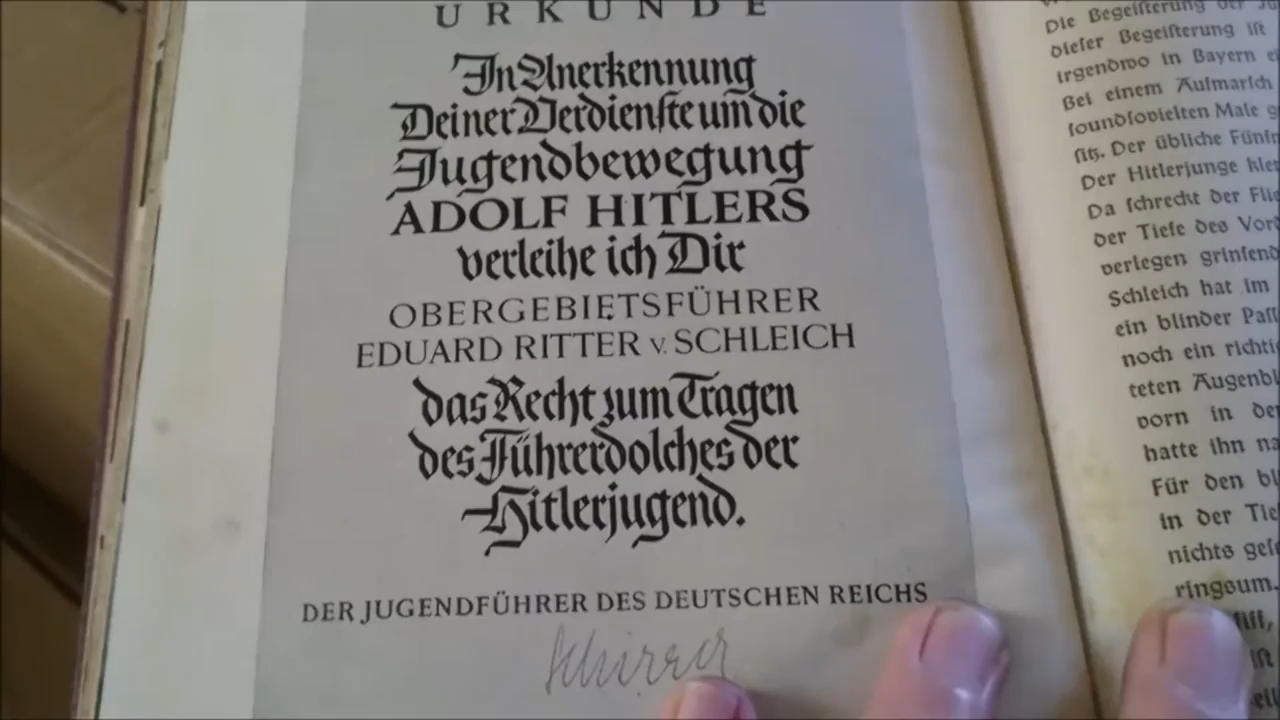 URKUNDE
In Anerkennung
Deiner Verdienste um die
Jugendbewegung
ADOLF HITLERS
verleihe ich Dir
OBERGEBIETSFÜHRER
EDUARD RITTER v. SCHLEICH
das Recht zum Tragen
des Führerdolches der
Hitlerjugend.
DER JUGENDFÜHRER DES DEUTSCHEN REICHS
Die Begeisterung der
dieser Begeisterung ist
irgendwo in Bayern
Bei einem Aufmarsch
soundsovielten Male
sitz. Der übliche
Der Hitlerjunge
Da schreckt der
der Tiefe des
verlegen
Schleich hat im
ein blinder
noch ein
teten
vorn in
hatte ihn
Für den
in der
nichts
ringsum.